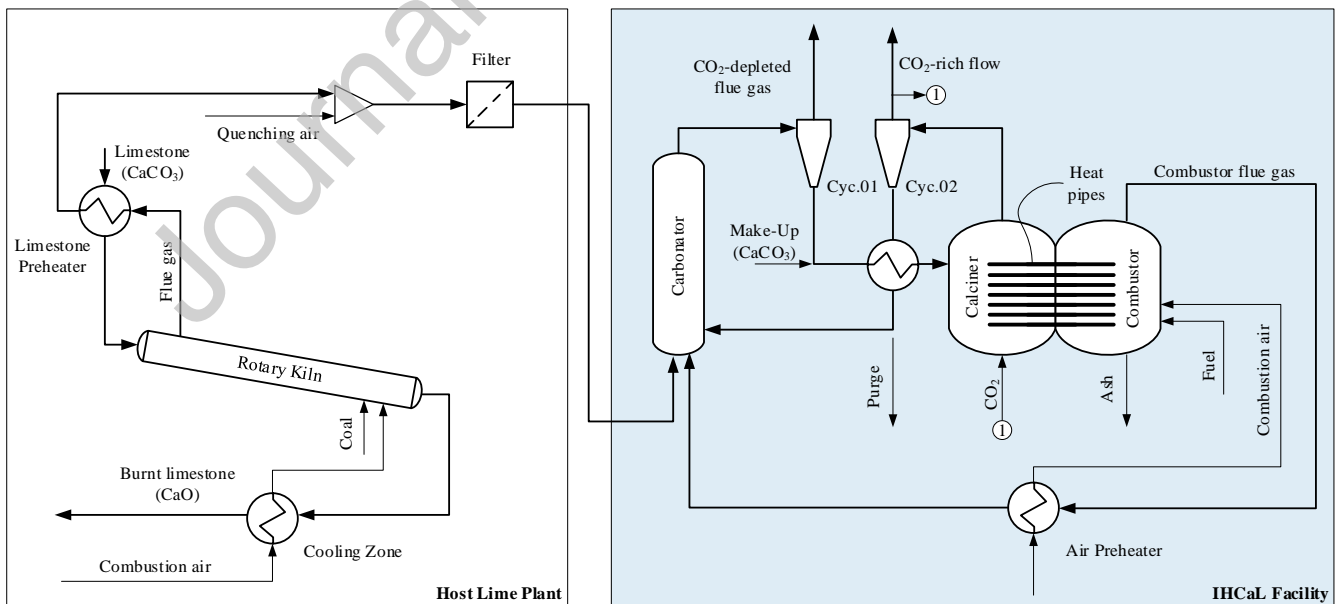 Journal
Filter
Quenching air
Limestone
(CaCO₃)
Limestone
Preheater
Flue gas
Rotary Kiln
Coal
Burnt limestone
(CaO)
Cooling Zone
Combustion air
Host Lime Plant
CO₂-depleted
flue gas
CO₂-rich flow
1
Cyc.01
Cyc.02
Carbonator
Make-Up
(CaCO₃)
Heat
pipes
Combustor flue gas
Calciner
Combustor
Purge
CO₂
1
Ash
Fuel
Combustion air
Air Preheater
IHCaL Facility